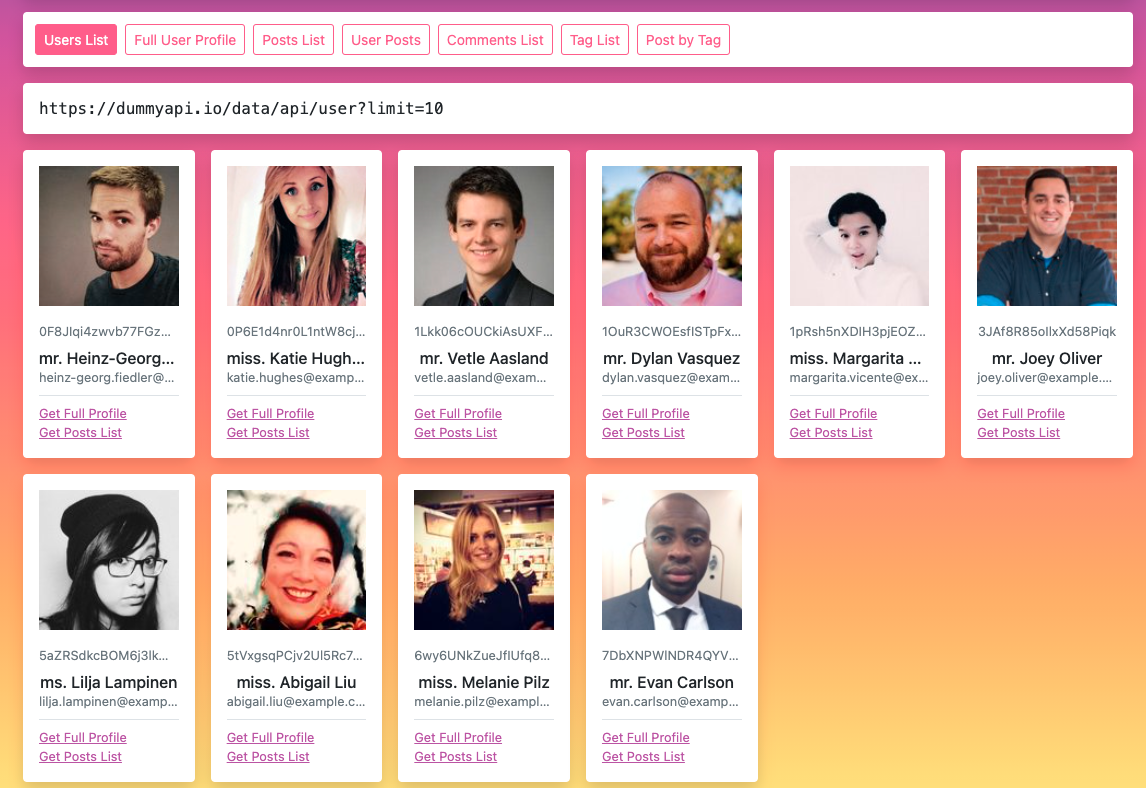 Users List Full User Profile Posts List User Posts Comments List Tag List Post by Tag
https://dummyapi.io/data/api/user?limit=10
0F8JIqi4zwvb77FGz...
mr. Heinz-Georg...
heinz-georg.fiedler@...
Get Full Profile
Get Posts List
0P6E1d4nr0L1ntW8cj...
miss. Katie Hugh...
katie.hughes@examp...
Get Full Profile
Get Posts List
1Lkk06cOUCkiAsUXF...
mr. Vetle Aasland
vetle.aasland@exam...
Get Full Profile
Get Posts List
1OuR3CWOEsfISTpFx...
mr. Dylan Vasquez
dylan.vasquez@exam...
Get Full Profile
Get Posts List
1pRsh5nXDIH3pjEOZ...
miss. Margarita ...
margarita.vicente@ex...
Get Full Profile
Get Posts List
3JAf8R85oIlxXd58Piqk
mr. Joey Oliver
joey.oliver@example....
Get Full Profile
Get Posts List
5aZRSdkcBOM6j3lk...
ms. Lilja Lampinen
lilja.lampinen@examp...
Get Full Profile
Get Posts List
5tVxgsqPCjv2Ul5Rc7...
miss. Abigail Liu
abigail.liu@example.c...
Get Full Profile
Get Posts List
6wy6UNkZueJfIUfq8...
miss. Melanie Pilz
melanie.pilz@exampl...
Get Full Profile
Get Posts List
7DbXNPWlNDR4QYV...
mr. Evan Carlson
evan.carlson@examp...
Get Full Profile
Get Posts List